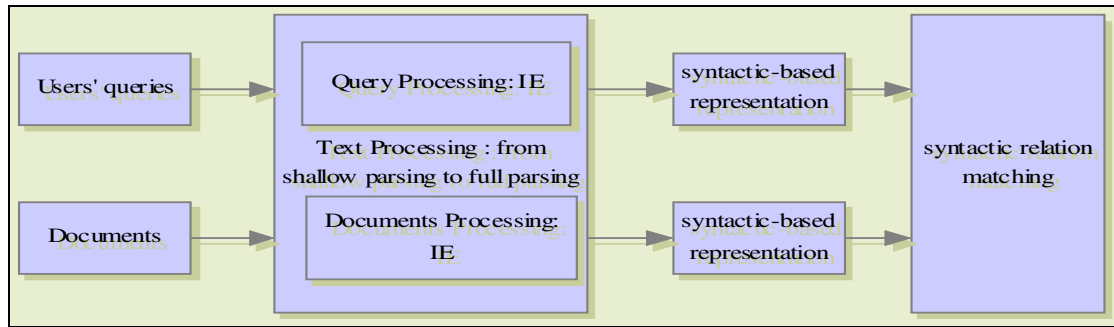 Users' queries
Query Processing: IE
Text Processing : from
shallow parsing to full parsing
Documents
Documents Processing:
IE
syntactic-based
representation
syntactic-based
representation
syntactic relation
matching